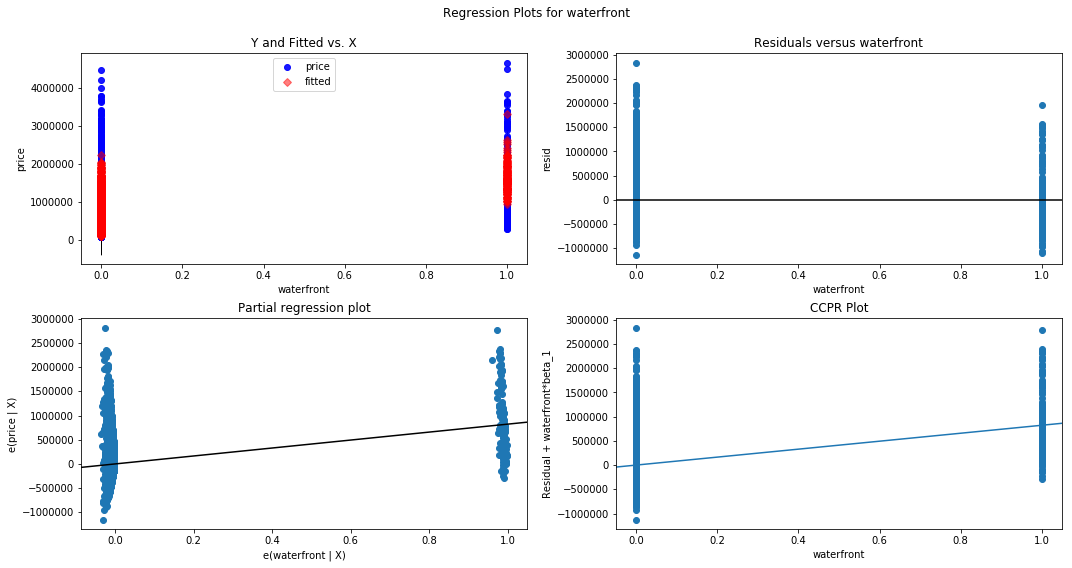 Regression Plots for waterfront
Y and Fitted vs. X
price
fitted
4000000
3000000
2000000
1000000
0
price
0.0 0.2 0.4 0.6 0.8 1.0
waterfront
Residuals versus waterfront
3000000
2500000
2000000
1500000
1000000
500000
0
−500000
−1000000
resid
0.0 0.2 0.4 0.6 0.8 1.0
waterfront
Partial regression plot
3000000
2500000
2000000
1500000
1000000
500000
0
−500000
−1000000
e(price | X)
0.0 0.2 0.4 0.6 0.8 1.0
e(waterfront | X)
CCPR Plot
3000000
2500000
2000000
1500000
1000000
500000
0
−500000
−1000000
Residual + waterfront*beta_1
0.0 0.2 0.4 0.6 0.8 1.0
waterfront